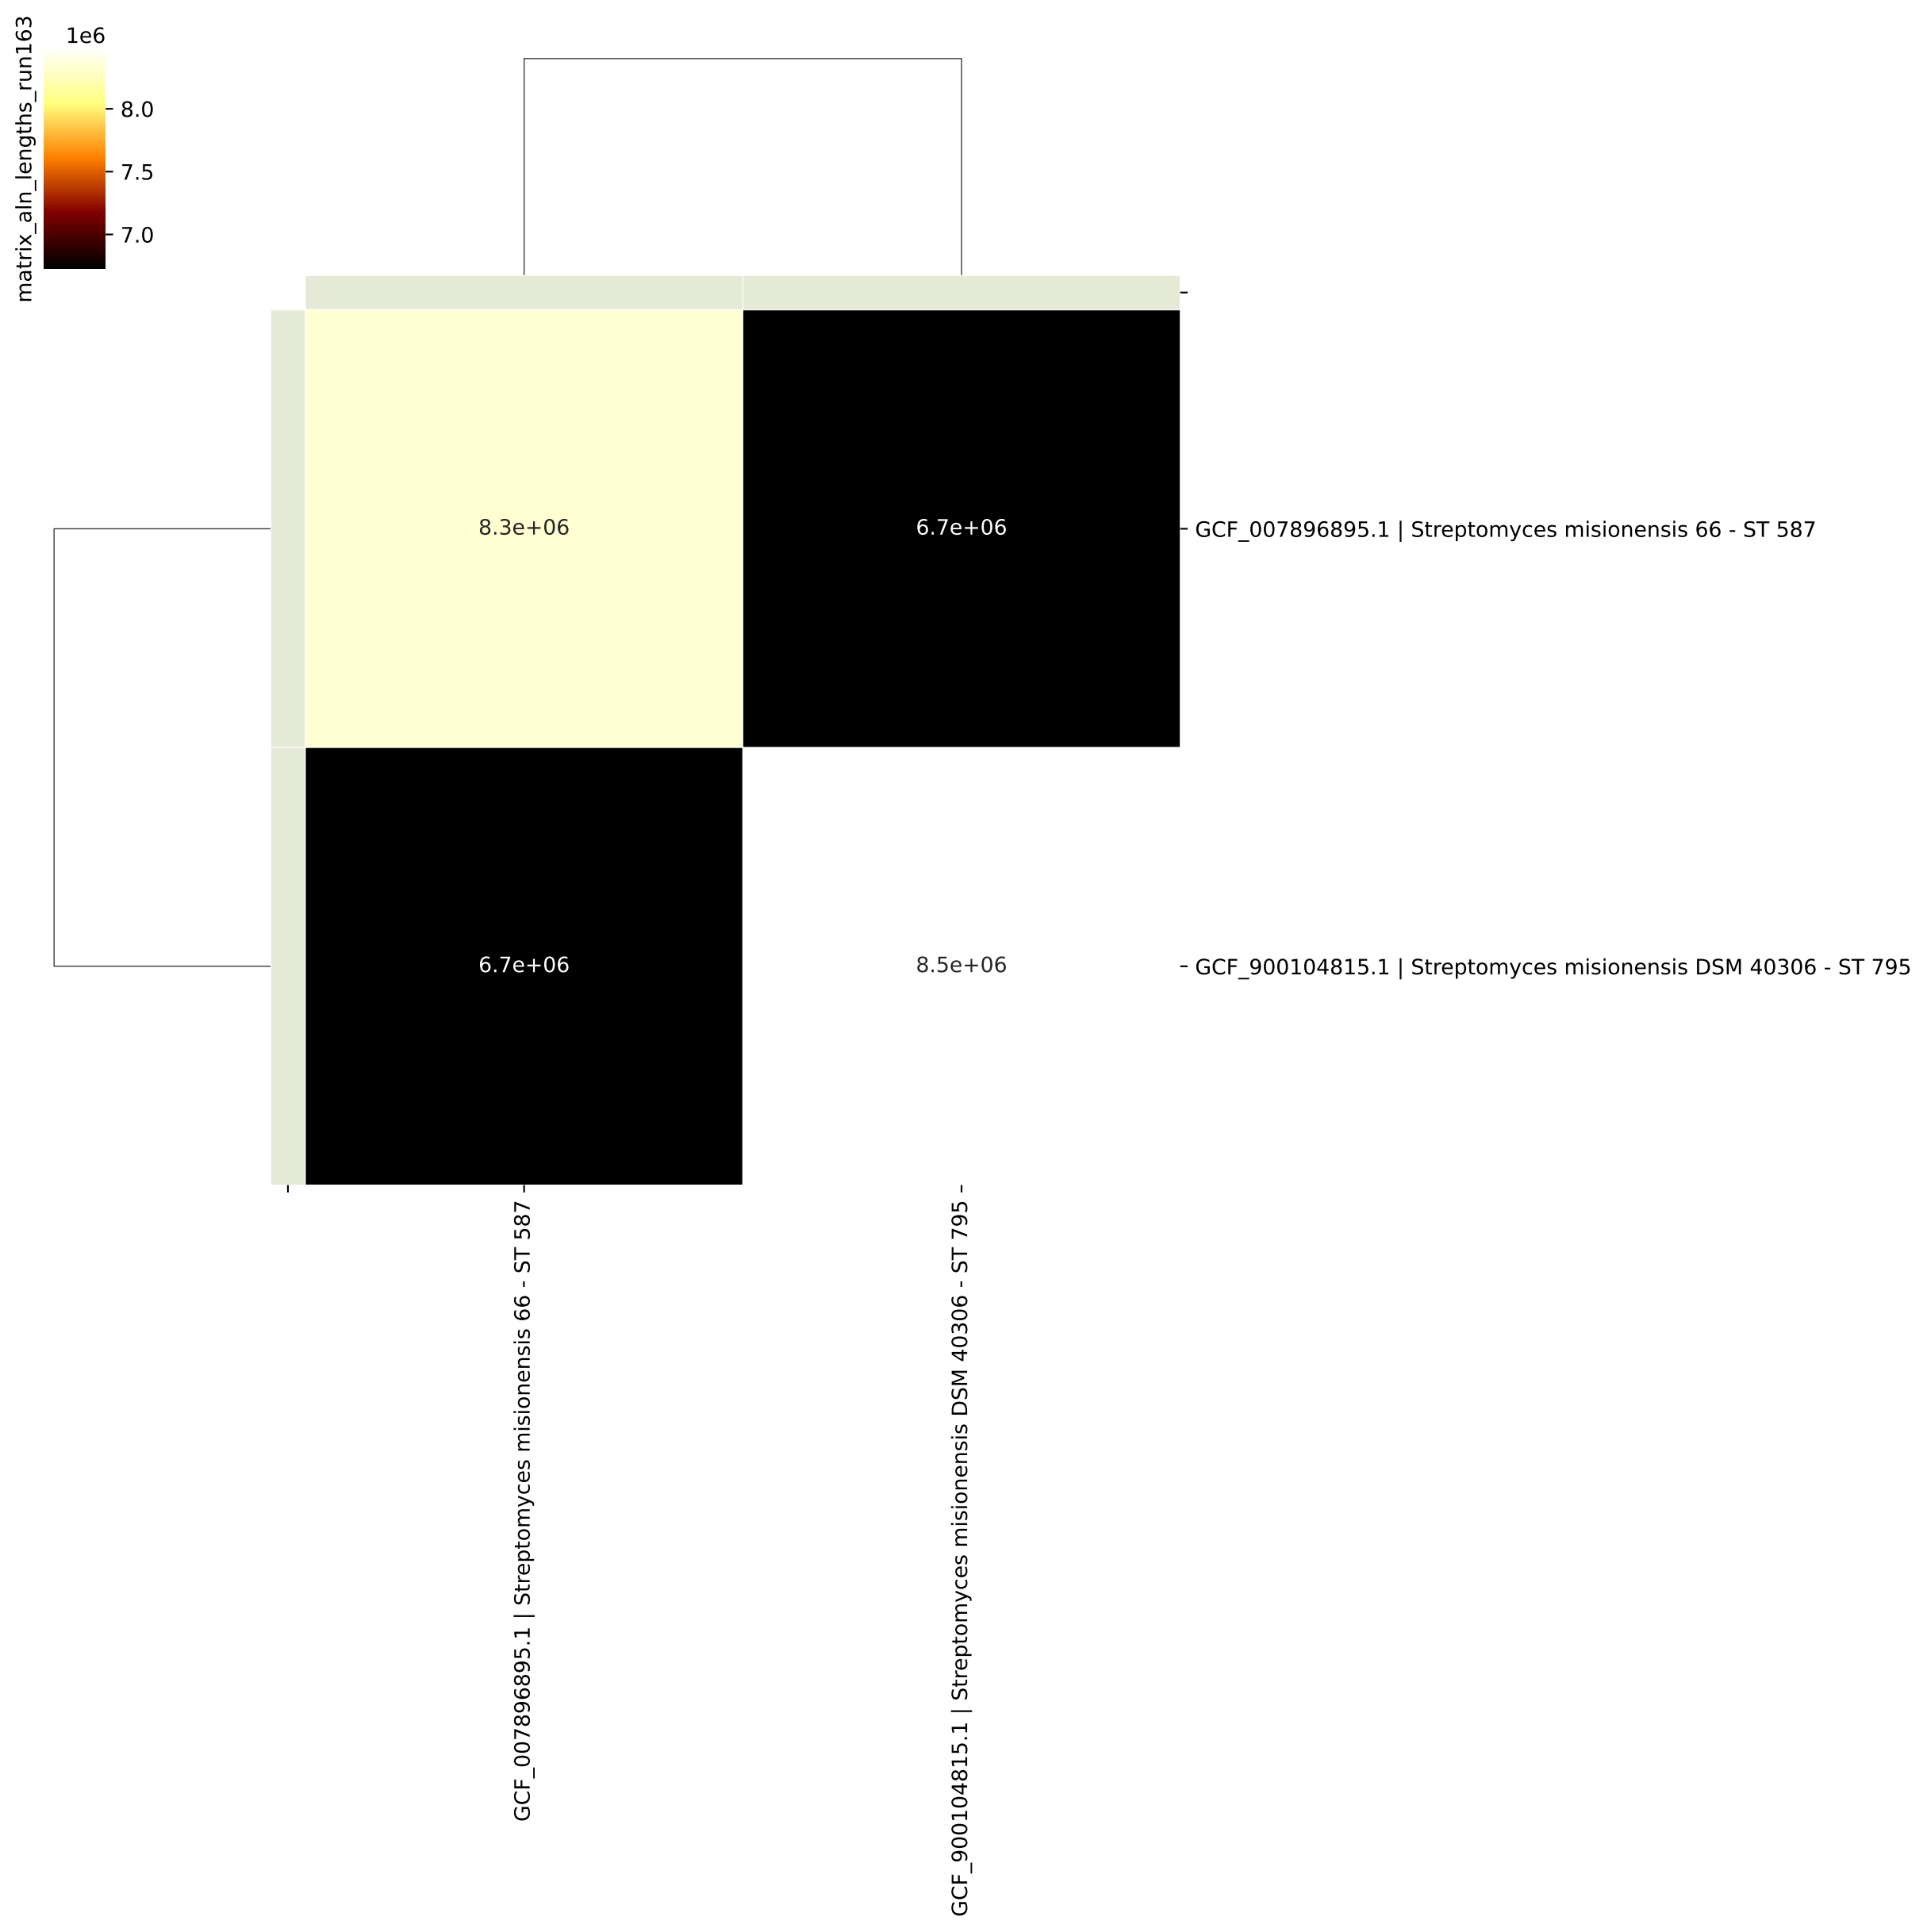 matrix_aln_lengths_run163
1e6
8.0
7.5
7.0
8.3e+06
6.7e+06
GCF_007896895.1 | Streptomyces misionensis 66 - ST 587
6.7e+06
8.5e+06
GCF_900104815.1 | Streptomyces misionensis DSM 40306 - ST 795
GCF_007896895.1 | Streptomyces misionensis 66 - ST 587
GCF_900104815.1 | Streptomyces misionensis DSM 40306 - ST 795